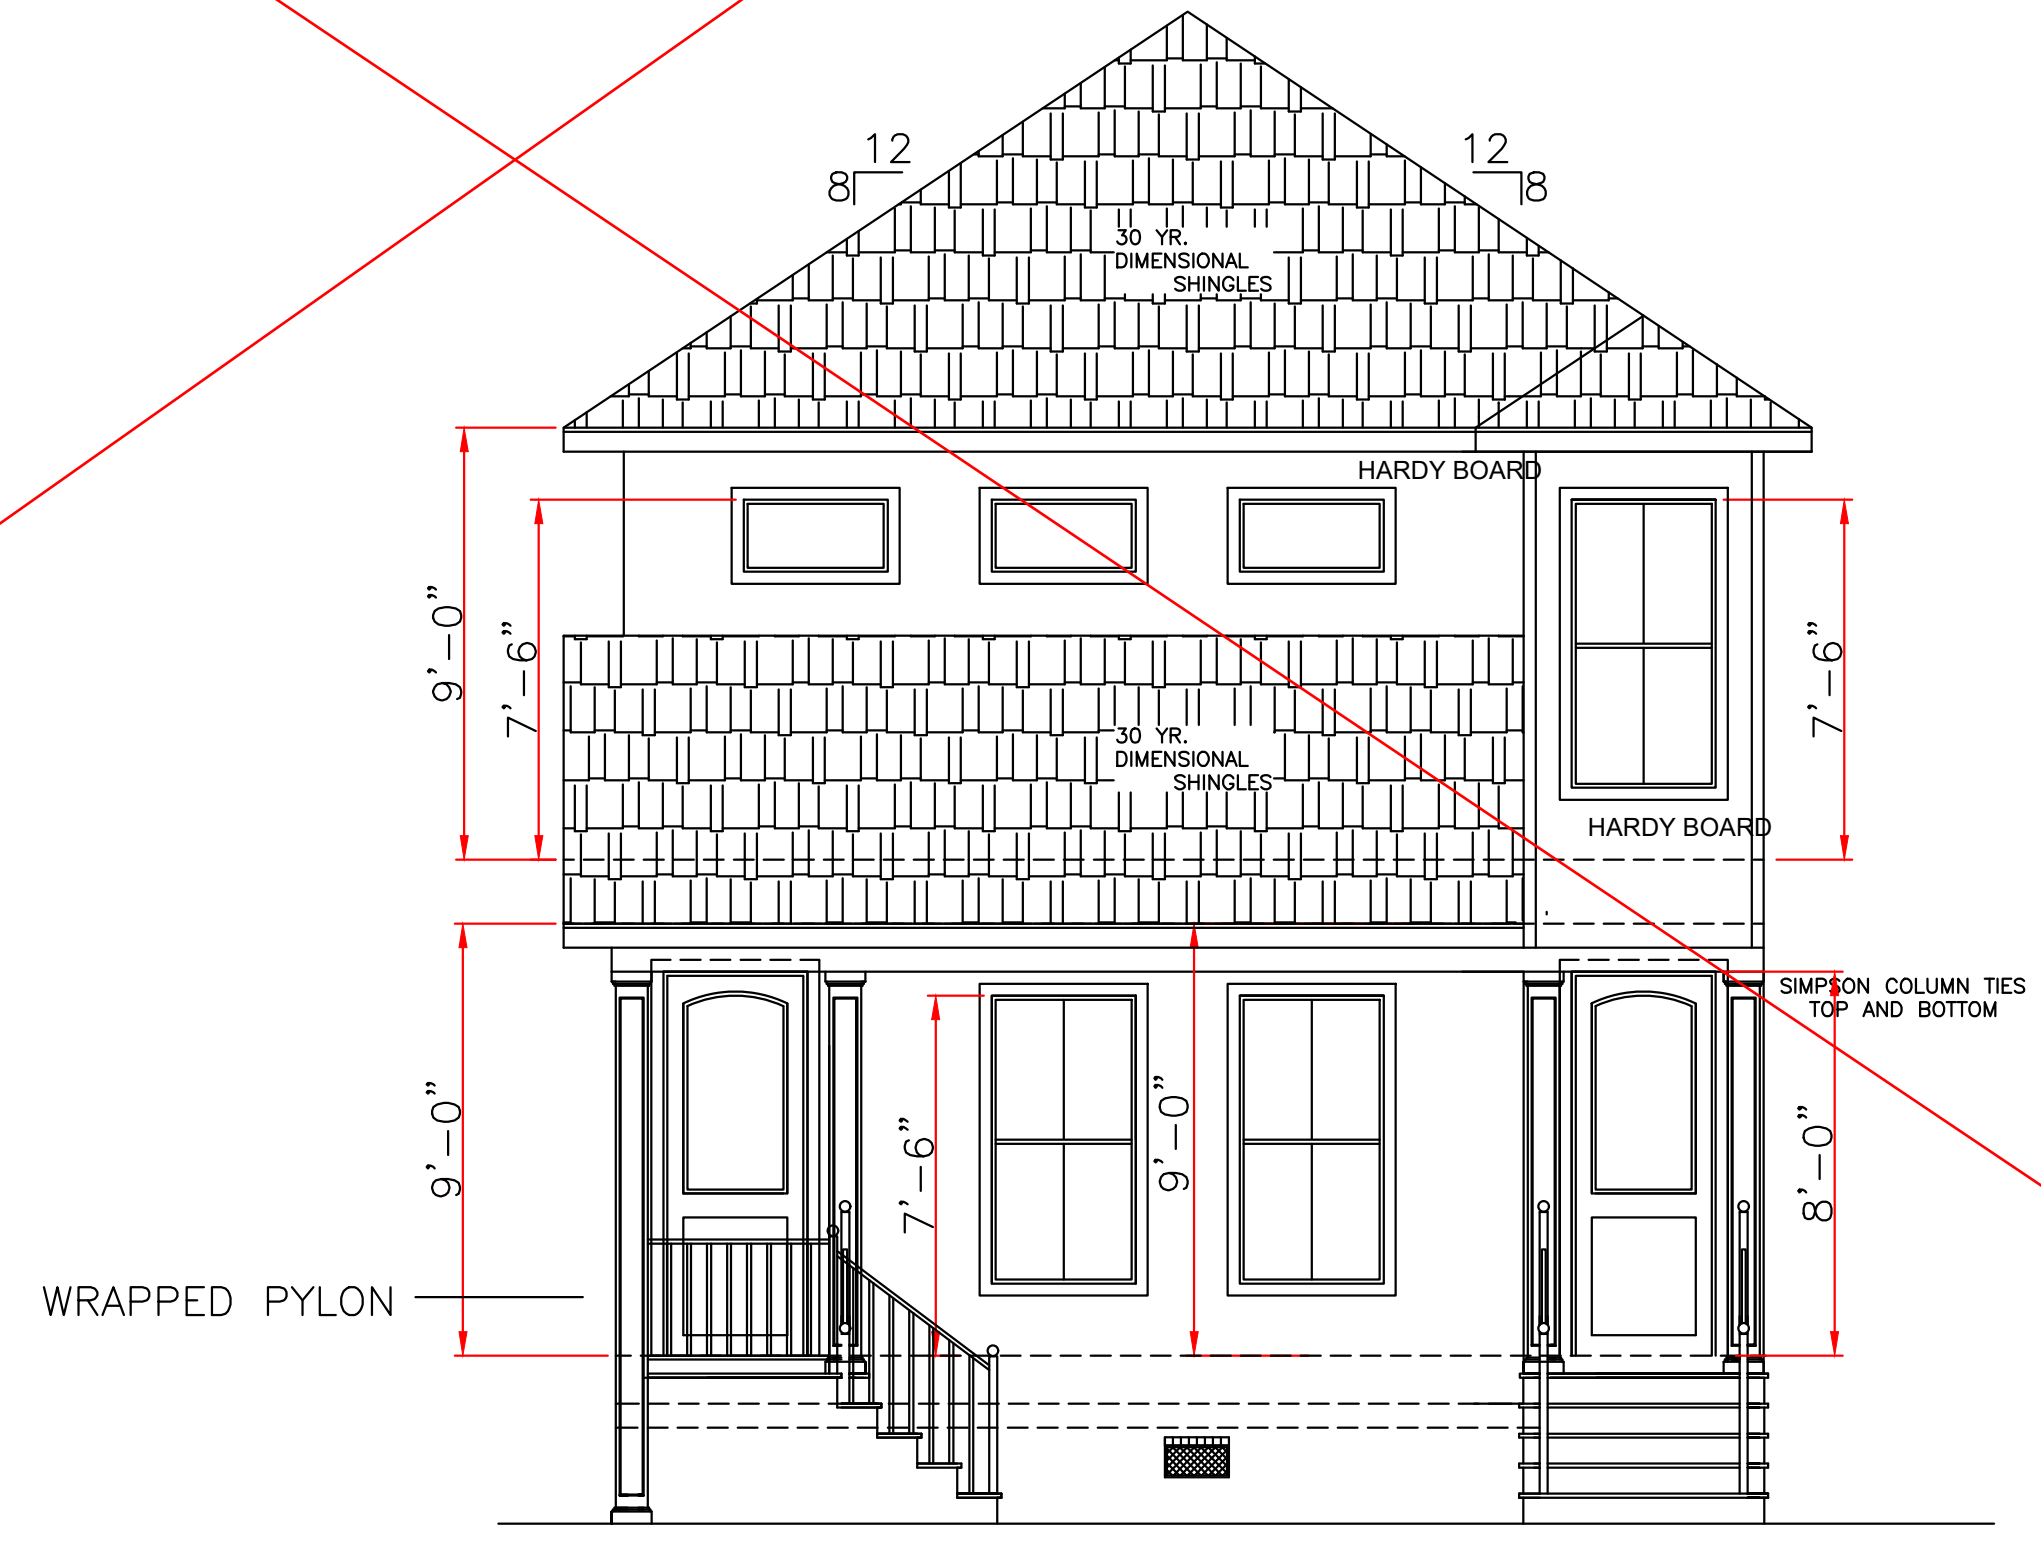 12
12
8
8
30 YR.
DIMENSIONAL
SHINGLES
HARDY BOARD
9'-0"
7'-6"
7'-6"
30 YR.
DIMENSIONAL
SHINGLES
HARDY BOARD
SIMPSON COLUMN TIES
TOP AND BOTTOM
9'-0"
7'-6"
9'-0"
8'-0"
WRAPPED PYLON